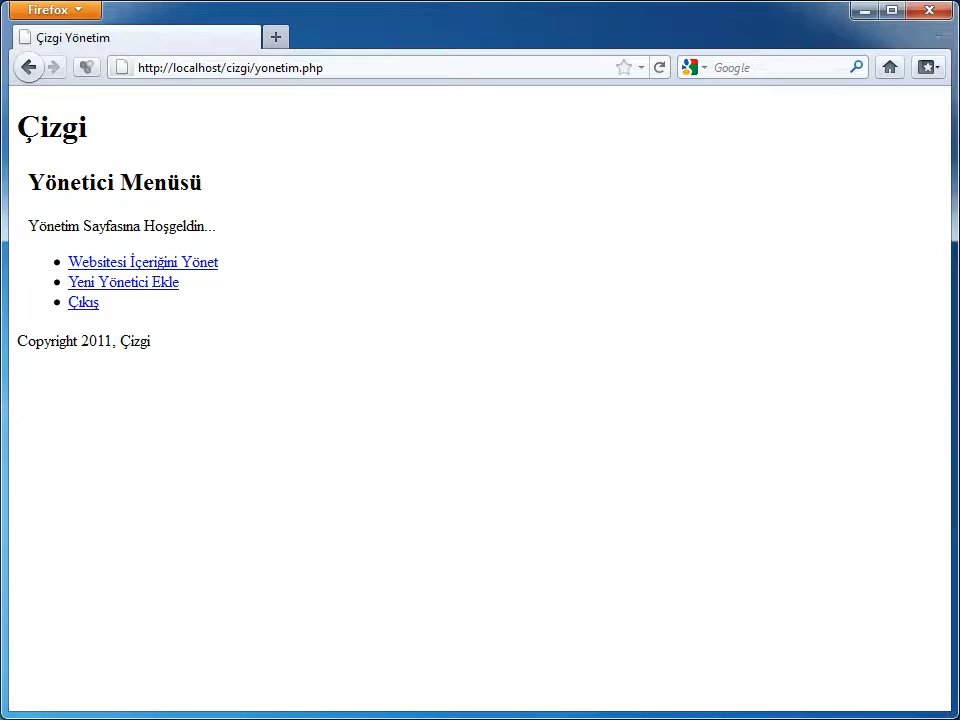 Firefox
Çizgi Yönetim
http://localhost/cizgi/yonetim.php
Google
Çizgi
Yönetici Menüsü
Yönetim Sayfasına Hoşgeldin...
Websitesi İçeriğini Yönet
Yeni Yönetici Ekle
Çıkış
Copyright 2011, Çizgi